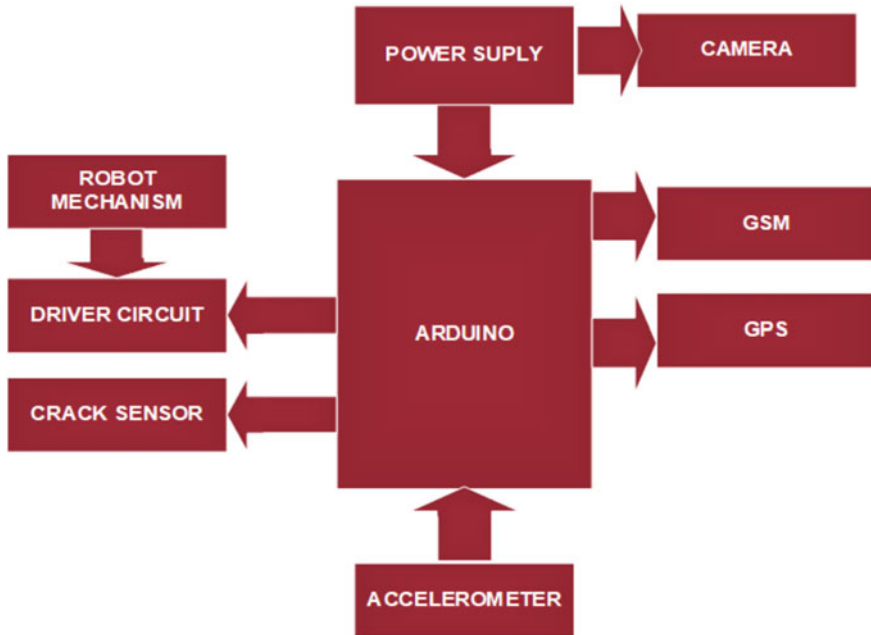 POWER SUPLY
CAMERA
ROBOT
MECHANISM
GSM
DRIVER CIRCUIT
ARDUINO
GPS
CRACK SENSOR
ACCELEROMETER